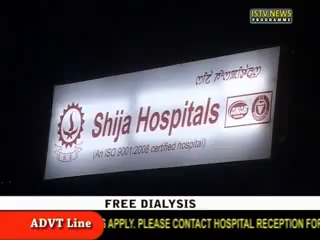 ISTV NEWS
PROGRAMME
Shija Hospitals
(An ISO 9001:2008 certified hospital)
FREE DIALYSIS
ADVT Line
S APPLY. PLEASE CONTACT HOSPITAL RECEPTION FOR